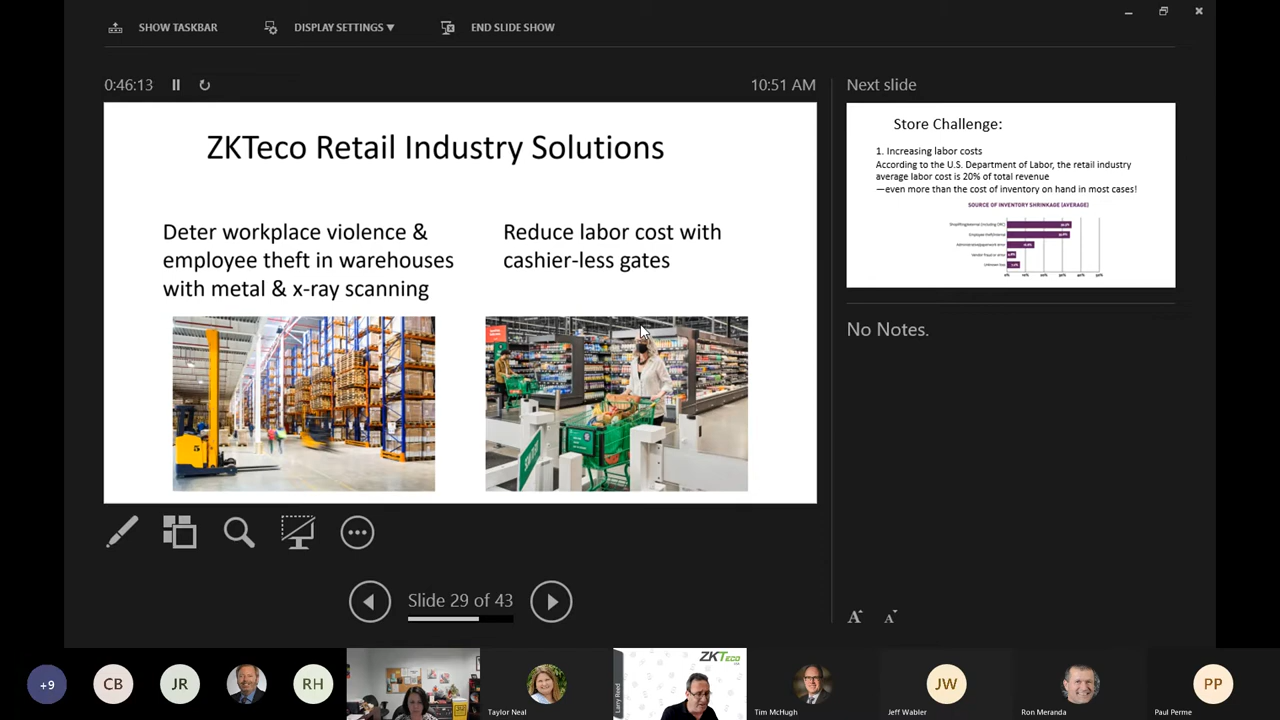 SHOW TASKBAR
DISPLAY SETTINGS ▼
END SLIDE SHOW
0:46:13
10:51 AM
ZKTeco Retail Industry Solutions
Deter workplace violence &
employee theft in warehouses
with metal & x-ray scanning
Reduce labor cost with
cashier-less gates
Slide 29 of 43
Next slide
Store Challenge:
1. Increasing labor costs
According to the U.S. Department of Labor, the retail industry
average labor cost is 20% of total revenue
—even more than the cost of inventory on hand in most cases!
SOURCE OF INVENTORY SHRINKAGE (AVERAGE)
No Notes.
A A
+9
CB
JR
RH
Taylor Neal
Larry Reed
ZKTeco
Tim McHugh
JW
Jeff Wabler
Ron Meranda
PP
Paul Perme